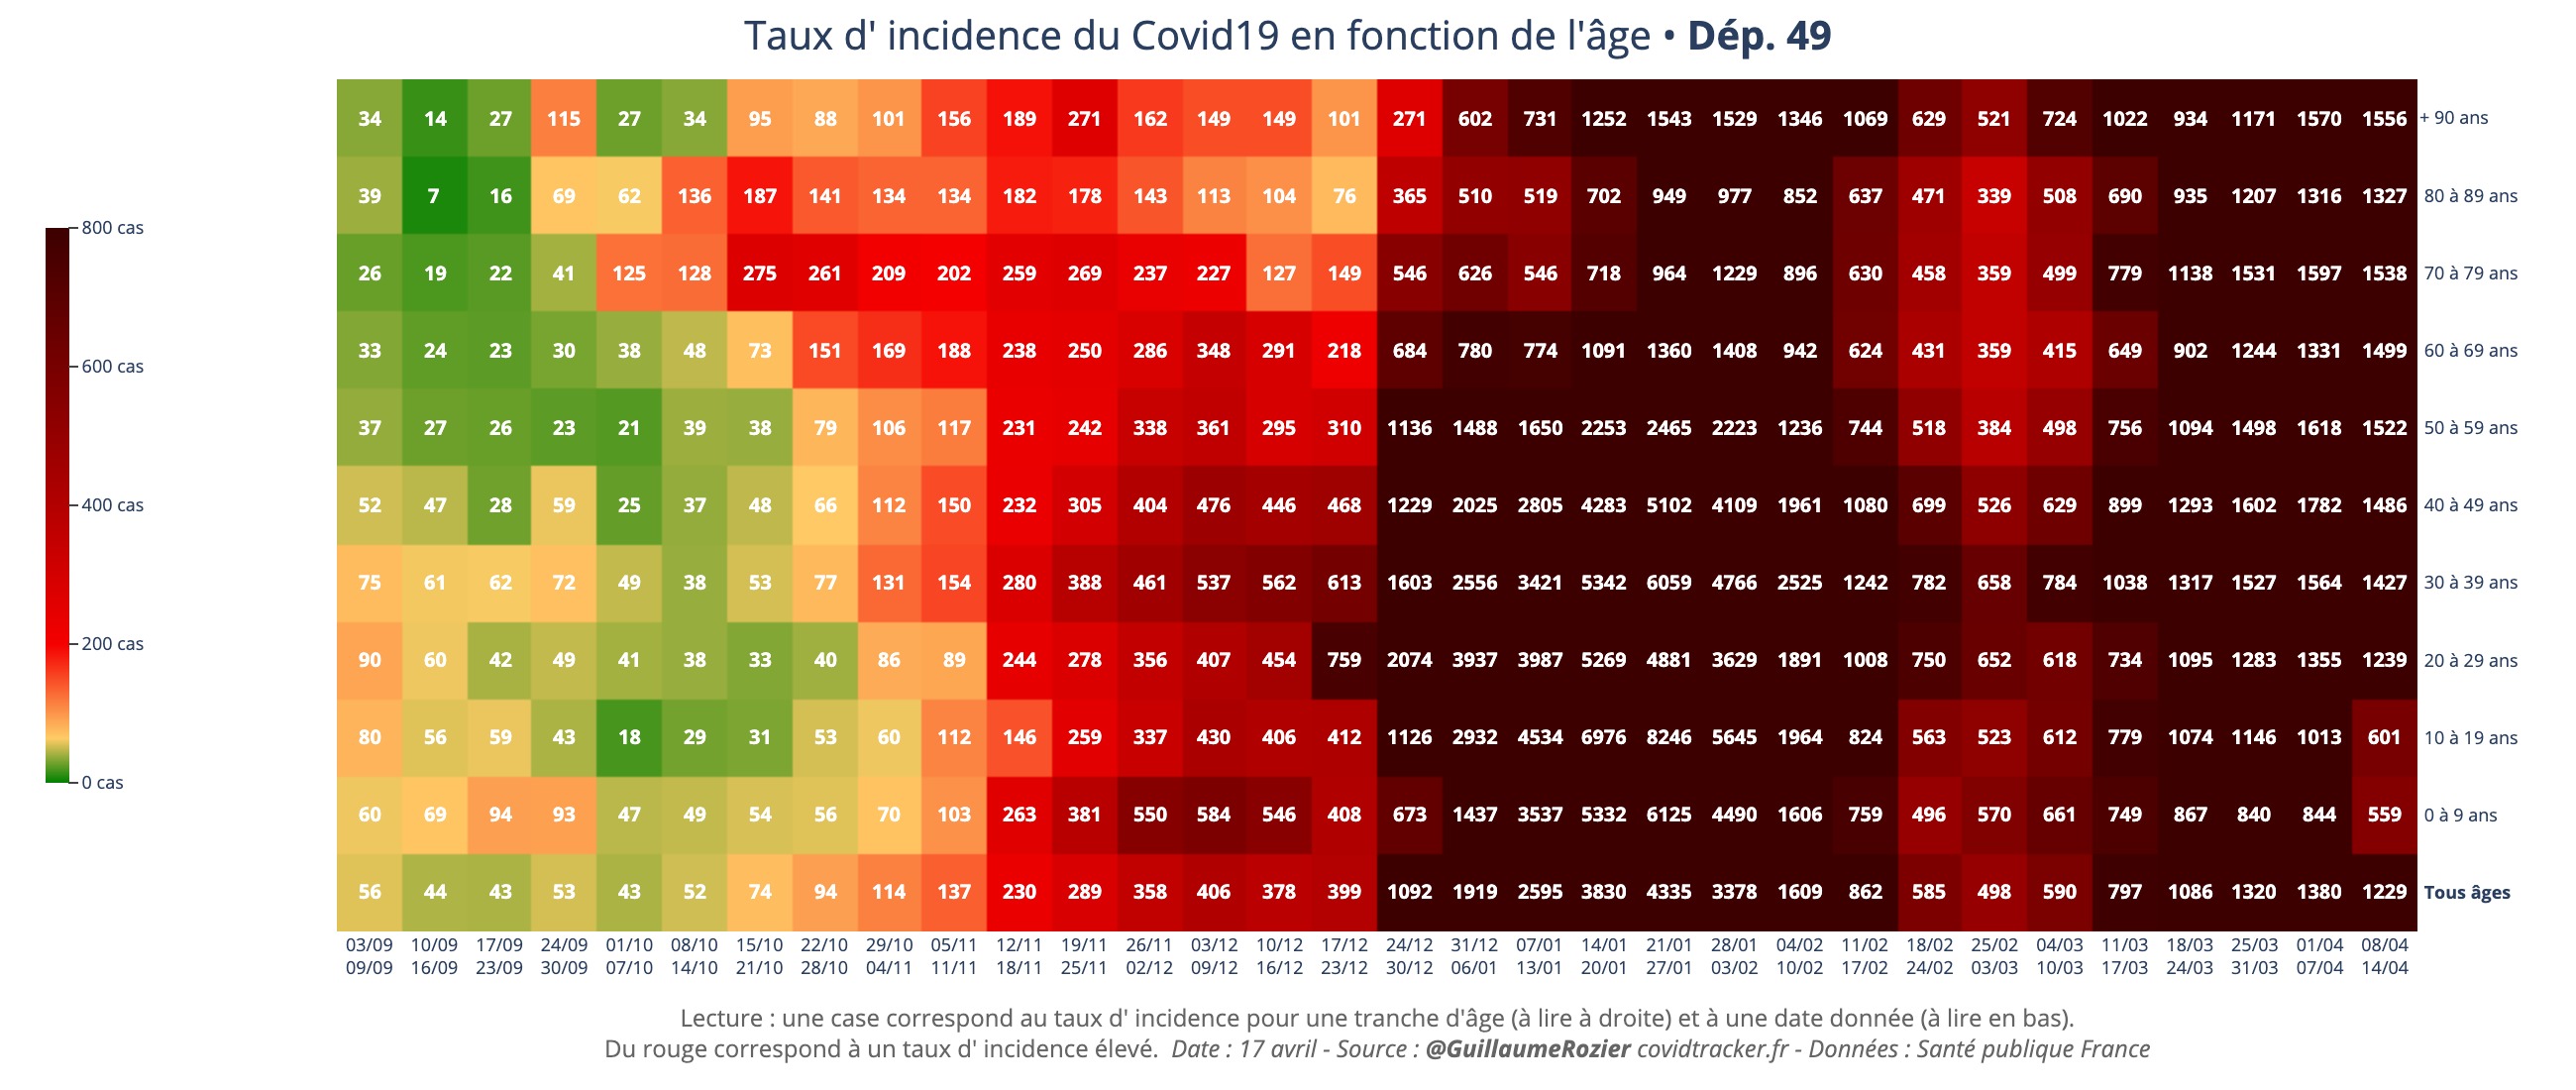 Taux d' incidence du Covid19 en fonction de l'âge • Dép. 49
34 14 27 115 27 34 95 88 101 156 189 271 162 149 149 101 271 602 731 1252 1543 1529 1346 1069 629 521 724 1022 934 1171 1570 1556 + 90 ans
39 7 16 69 62 136 187 141 134 134 182 178 143 113 104 76 365 510 519 702 949 977 852 637 471 339 508 690 935 1207 1316 1327 80 à 89 ans
800 cas
26 19 22 41 125 128 275 261 209 202 259 269 237 227 127 149 546 626 546 718 964 1229 896 630 458 359 499 779 1138 1531 1597 1538 70 à 79 ans
33 24 23 30 38 48 73 151 169 188 238 250 286 348 291 218 684 780 774 1091 1360 1408 942 624 431 359 415 649 902 1244 1331 1499 60 à 69 ans
600 cas
37 27 26 23 21 39 38 79 106 117 231 242 338 361 295 310 1136 1488 1650 2253 2465 2223 1236 744 518 384 498 756 1094 1498 1618 1522 50 à 59 ans
400 cas
52 47 28 59 25 37 48 66 112 150 232 305 404 476 446 468 1229 2025 2805 4283 5102 4109 1961 1080 699 526 629 899 1293 1602 1782 1486 40 à 49 ans
75 61 62 72 49 38 53 77 131 154 280 388 461 537 562 613 1603 2556 3421 5342 6059 4766 2525 1242 782 658 784 1038 1317 1527 1564 1427 30 à 39 ans
200 cas
90 60 42 49 41 38 33 40 86 89 244 278 356 407 454 759 2074 3937 3987 5269 4881 3629 1891 1008 750 652 618 734 1095 1283 1355 1239 20 à 29 ans
80 56 59 43 18 29 31 53 60 112 146 259 337 430 406 412 1126 2932 4534 6976 8246 5645 1964 824 563 523 612 779 1074 1146 1013 601 10 à 19 ans
0 cas
60 69 94 93 47 49 54 56 70 103 263 381 550 584 546 408 673 1437 3537 5332 6125 4490 1606 759 496 570 661 749 867 840 844 559 0 à 9 ans
56 44 43 53 43 52 74 94 114 137 230 289 358 406 378 399 1092 1919 2595 3830 4335 3378 1609 862 585 498 590 797 1086 1320 1380 1229 Tous âges
03/09 10/09 17/09 24/09 01/10 08/10 15/10 22/10 29/10 05/11 12/11 19/11 26/11 03/12 10/12 17/12 24/12 31/12 07/01 14/01 21/01 28/01 04/02 11/02 18/02 25/02 04/03 11/03 18/03 25/03 01/04 08/04
09/09 16/09 23/09 30/09 07/10 14/10 21/10 28/10 04/11 11/11 18/11 25/11 02/12 09/12 16/12 23/12 30/12 06/01 13/01 20/01 27/01 03/02 10/02 17/02 24/02 03/03 10/03 17/03 24/03 31/03 07/04 14/04
Lecture : une case correspond au taux d' incidence pour une tranche d'âge (à lire à droite) et à une date donnée (à lire en bas).
Du rouge correspond à un taux d' incidence élevé. Date : 17 avril - Source : @GuillaumeRozier covidtracker.fr - Données : Santé publique France